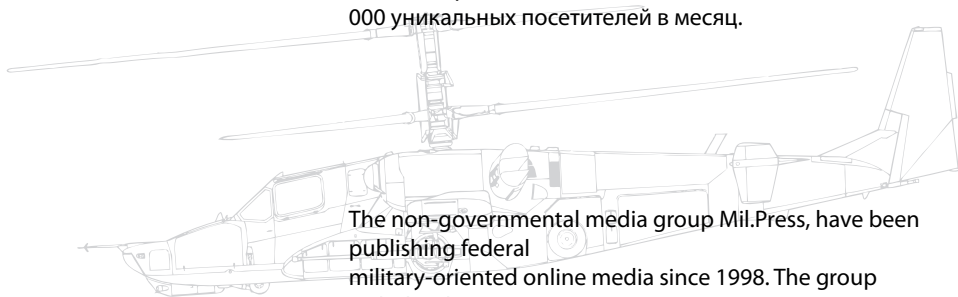 000 уникальных посетителей в месяц.
The non-governmental media group Mil.Press, have been
publishing federal
military-oriented online media since 1998. The group